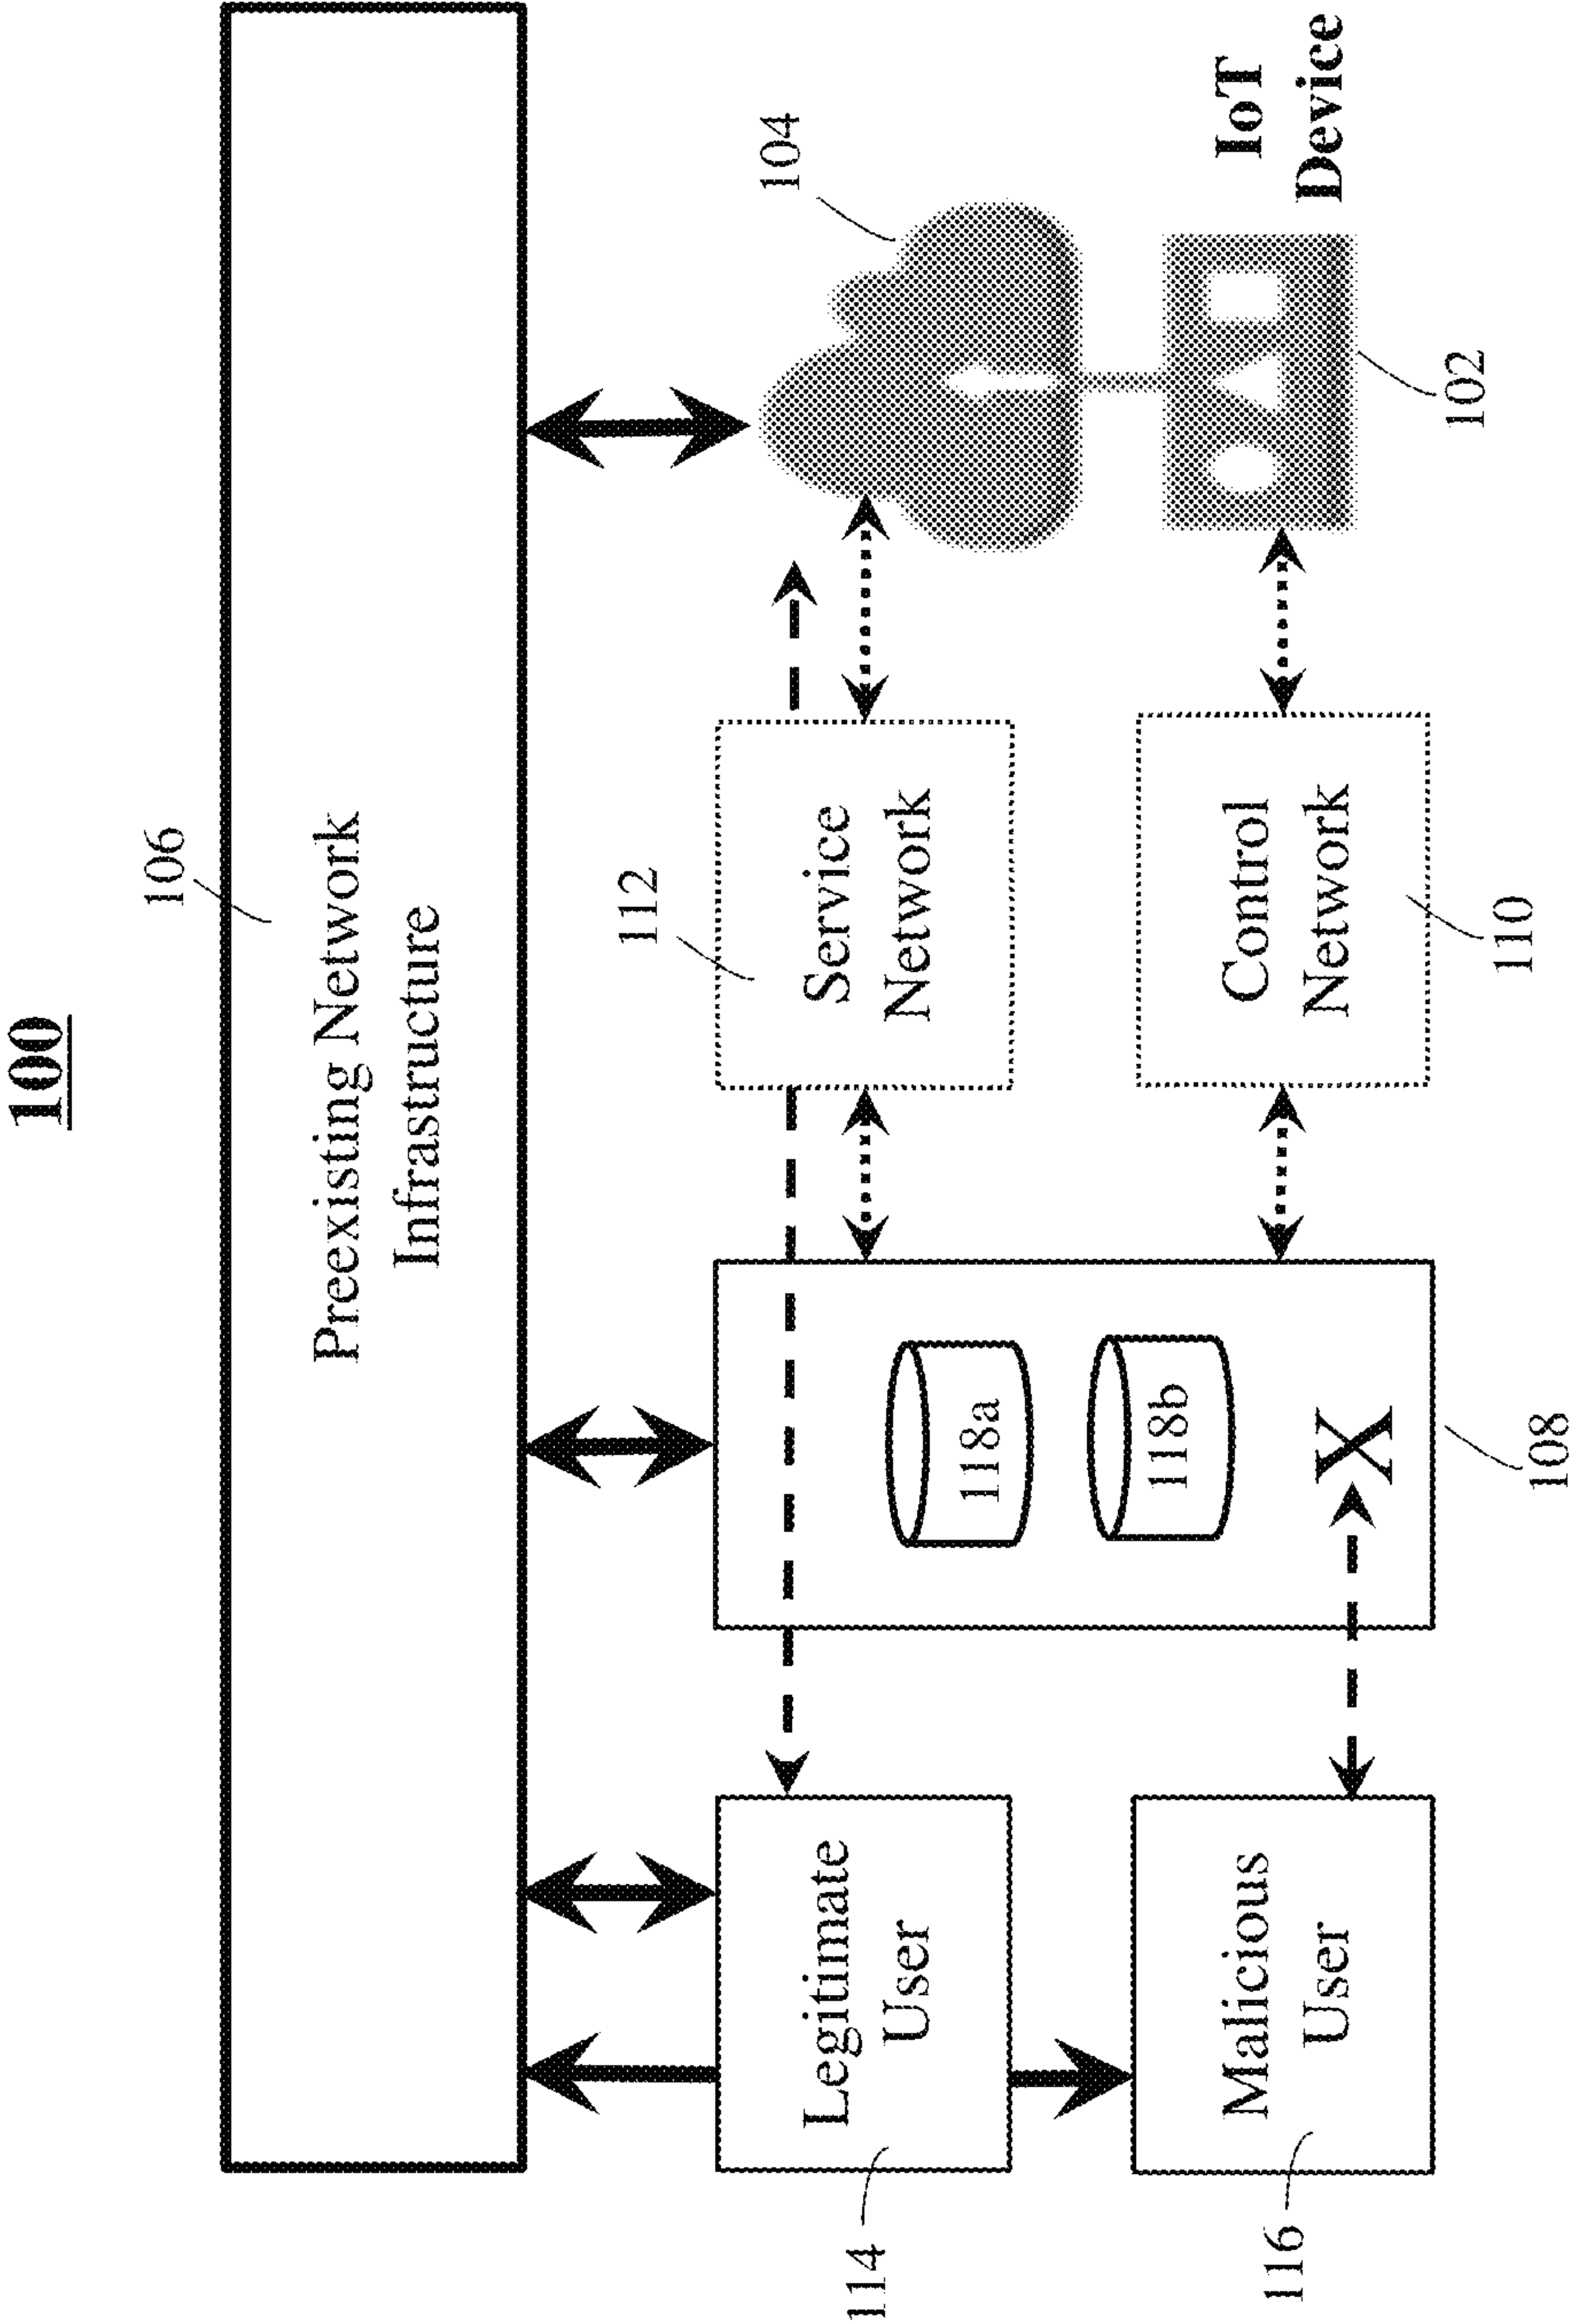 100
106
Preexisting Network
Infrastructure
104
112
Service
Network
Legitimate
User
114
118a
118b
X
108
Control
Network
110
IoT
Device
102
Malicious
User
116